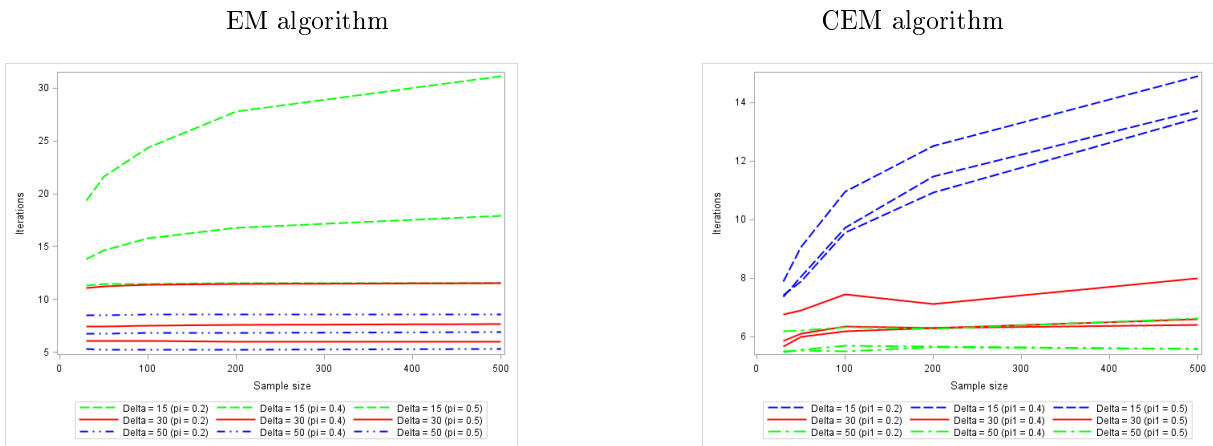 EM algorithm
CEM algorithm
30
25
20
15
10
5
Iterations
0
100
200
300
400
500
Sample size
Delta = 15 (pi = 0.2) Delta = 15 (pi = 0.4) Delta = 15 (pi = 0.5)
Delta = 30 (pi = 0.2) Delta = 30 (pi = 0.4) Delta = 30 (pi = 0.5)
Delta = 50 (pi = 0.2) Delta = 50 (pi = 0.4) Delta = 50 (pi = 0.5)
14
12
10
8
6
Iterations
0
100
200
300
400
500
Sample size
Delta = 15 (pi1 = 0.2) Delta = 15 (pi1 = 0.4) Delta = 15 (pi1 = 0.5)
Delta = 30 (pi1 = 0.2) Delta = 30 (pi1 = 0.4) Delta = 30 (pi1 = 0.5)
Delta = 50 (pi1 = 0.2) Delta = 50 (pi1 = 0.4) Delta = 50 (pi1 = 0.5)